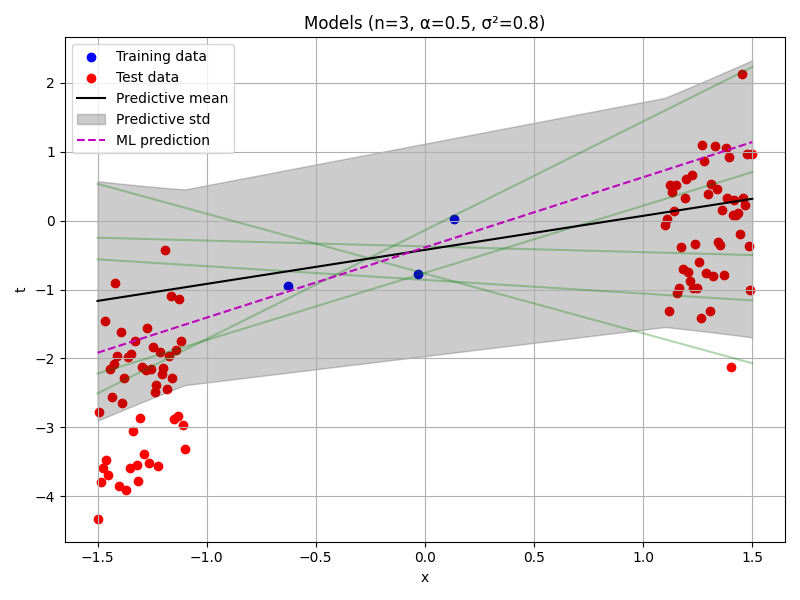 Models (n=3, α=0.5, σ²=0.8)
Training data
Test data
Predictive mean
Predictive std
ML prediction
t
2
1
0
−1
−2
−3
−4
−1.5
−1.0
−0.5
0.0
0.5
1.0
1.5
x